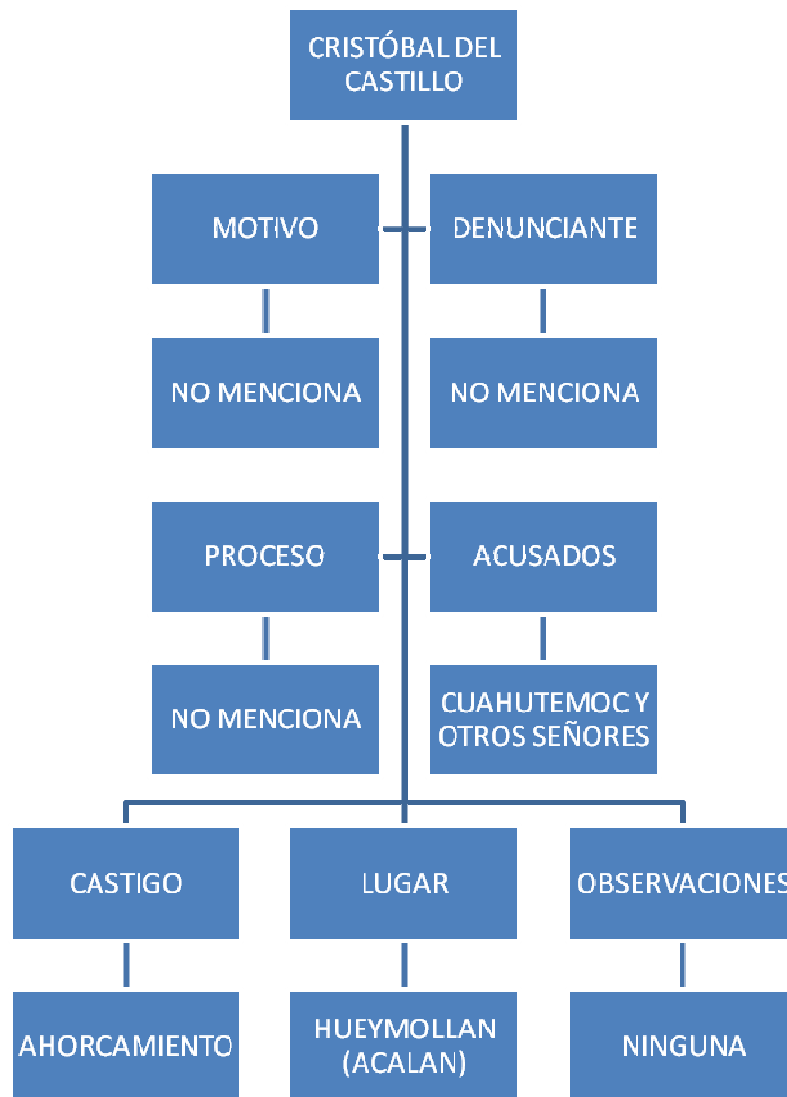 CRISTÓBAL DEL
CASTILLO
MOTIVO
DENUNCIANTE
NO MENCIONA
NO MENCIONA
PROCESO
ACUSADOS
NO MENCIONA
CUAHUTEMOC Y
OTROS SEÑORES
CASTIGO
LUGAR
OBSERVACIONES
AHORCAMIENTO
HUEYMOLLAN
(ACALAN)
NINGUNA